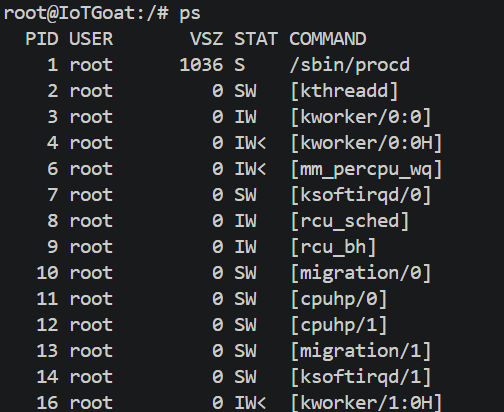 root@IoTGoat:/# ps
PID USER VSZ STAT COMMAND
1 root 1036 S /sbin/procd
2 root 0 SW [kthreadd]
3 root 0 IW [kworker/0:0]
4 root 0 IW< [kworker/0:0H]
6 root 0 IW< [mm_percpu_wq]
7 root 0 SW [ksoftirqd/0]
8 root 0 IW [rcu_sched]
9 root 0 IW [rcu_bh]
10 root 0 SW [migration/0]
11 root 0 SW [cpuhp/0]
12 root 0 SW [cpuhp/1]
13 root 0 SW [migration/1]
14 root 0 SW [ksoftirqd/1]
16 root 0 IW< [kworker/1:0H]